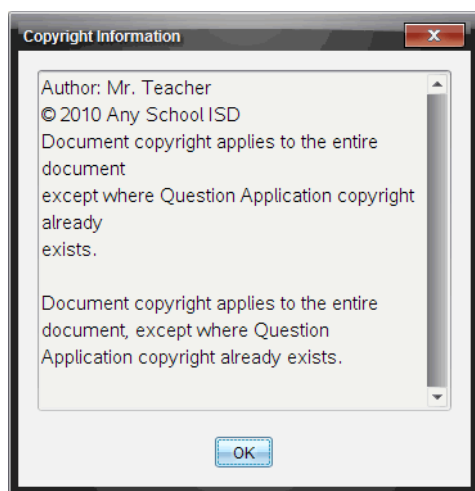 Copyright Information
Author: Mr. Teacher
© 2010 Any School ISD
Document copyright applies to the entire
document
except where Question Application copyright
already
exists.
Document copyright applies to the entire
document, except where Question
Application copyright already exists.
OK